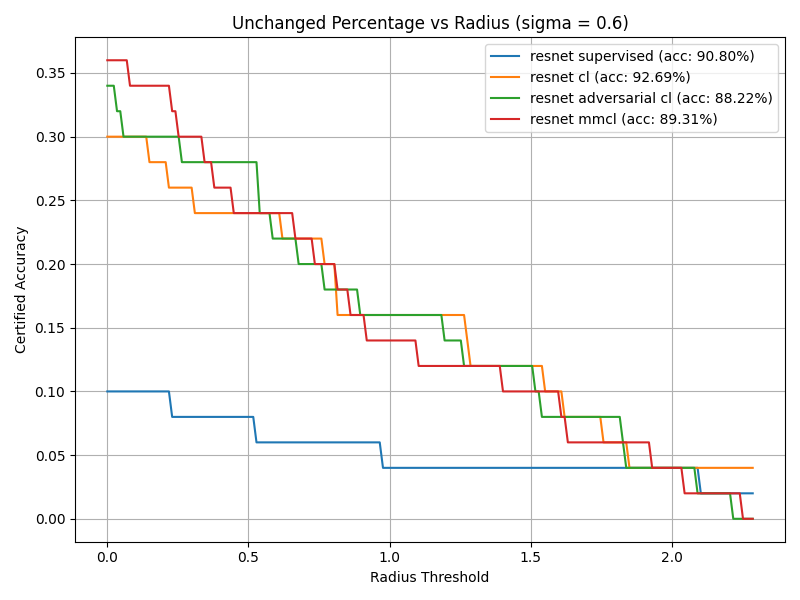 Unchanged Percentage vs Radius (sigma = 0.6)
resnet supervised (acc: 90.80%)
resnet cl (acc: 92.69%)
resnet adversarial cl (acc: 88.22%)
resnet mmcl (acc: 89.31%)
Certified Accuracy
0.35
0.30
0.25
0.20
0.15
0.10
0.05
0.00
0.0 0.5 1.0 1.5 2.0
Radius Threshold